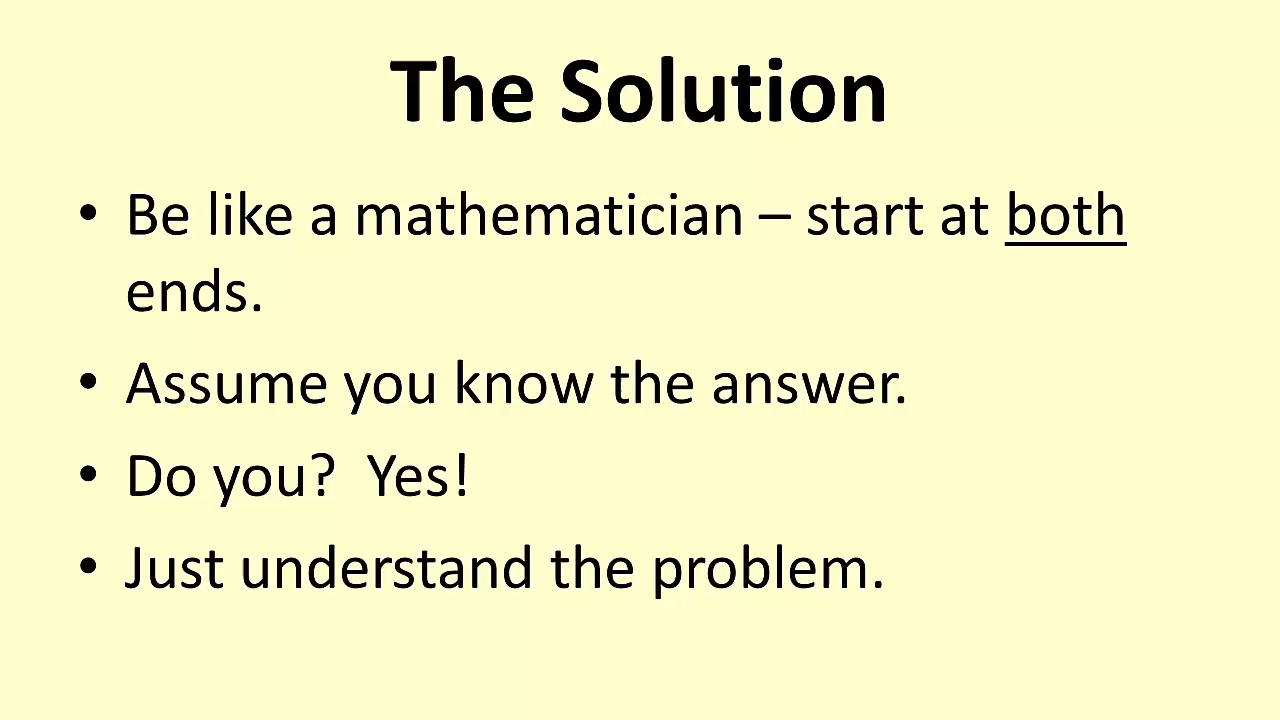 The Solution
• Be like a mathematician – start at both
ends.
• Assume you know the answer.
• Do you?  Yes!
• Just understand the problem.